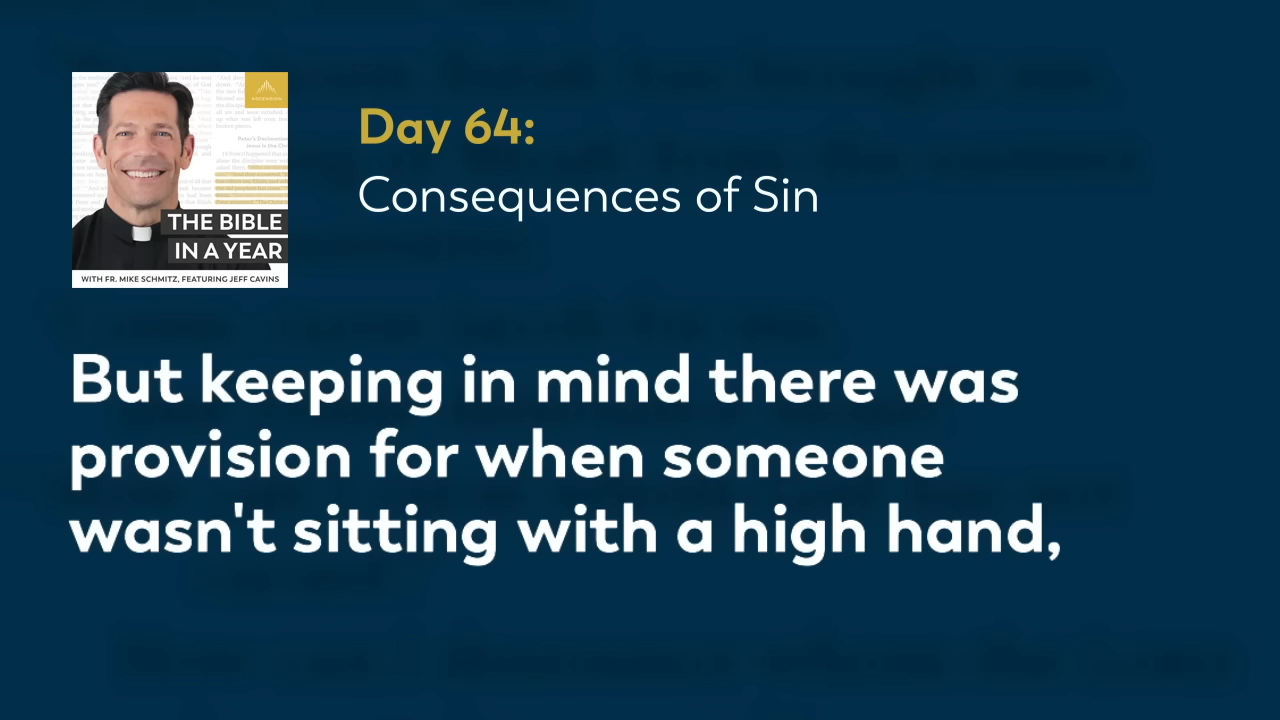 ASCENSION
THE BIBLE
IN A YEAR
WITH FR. MIKE SCHMITZ, FEATURING JEFF CAVINS
Day 64:
Consequences of Sin
But keeping in mind there was
provision for when someone
wasn't sitting with a high hand,